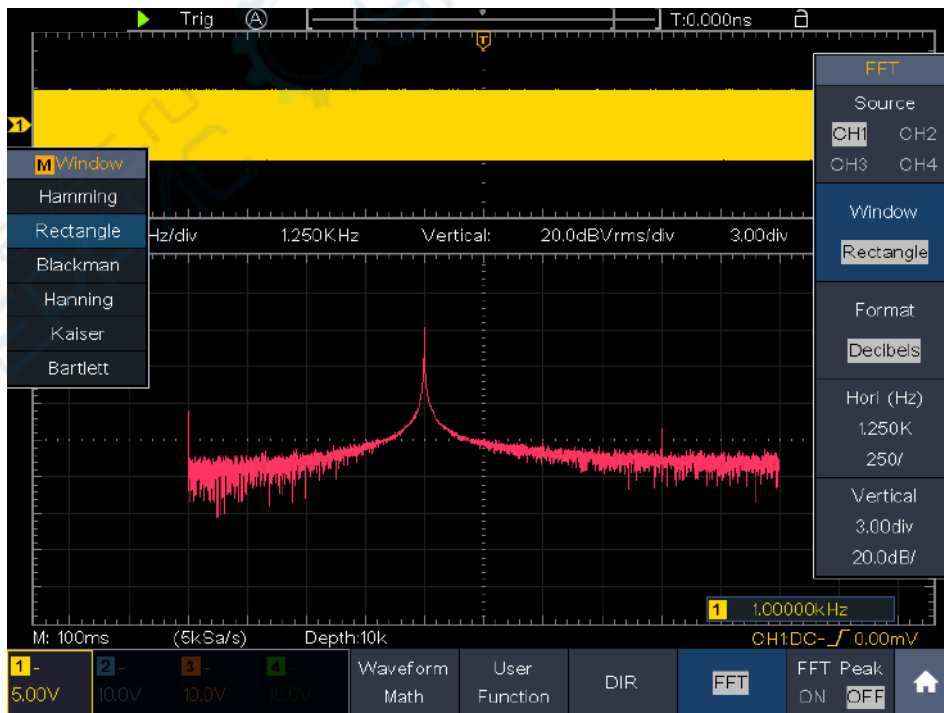 Trig A T:0.000ns
T
1
FFT
Source
CH1 CH2
CH3 CH4
M Window
Hamming
Rectangle
Blackman
Hanning
Kaiser
Bartlett
Hz/div 1.250KHz Vertical: 20.0dBVrms/div 3.00div
Window
Rectangle
Format
Decibels
Hori (Hz)
1.250K
250/
Vertical
3.00div
20.0dB/
1 1.00000kHz
M: 100ms (5kSa/s) Depth:10k CH1:DC- 0.00mV
1 - 2 - 3 - 4 -
5.00V 10.0V 10.0V 10.0V
Waveform
Math
User
Function
DIR
FFT
FFT Peak
ON OFF